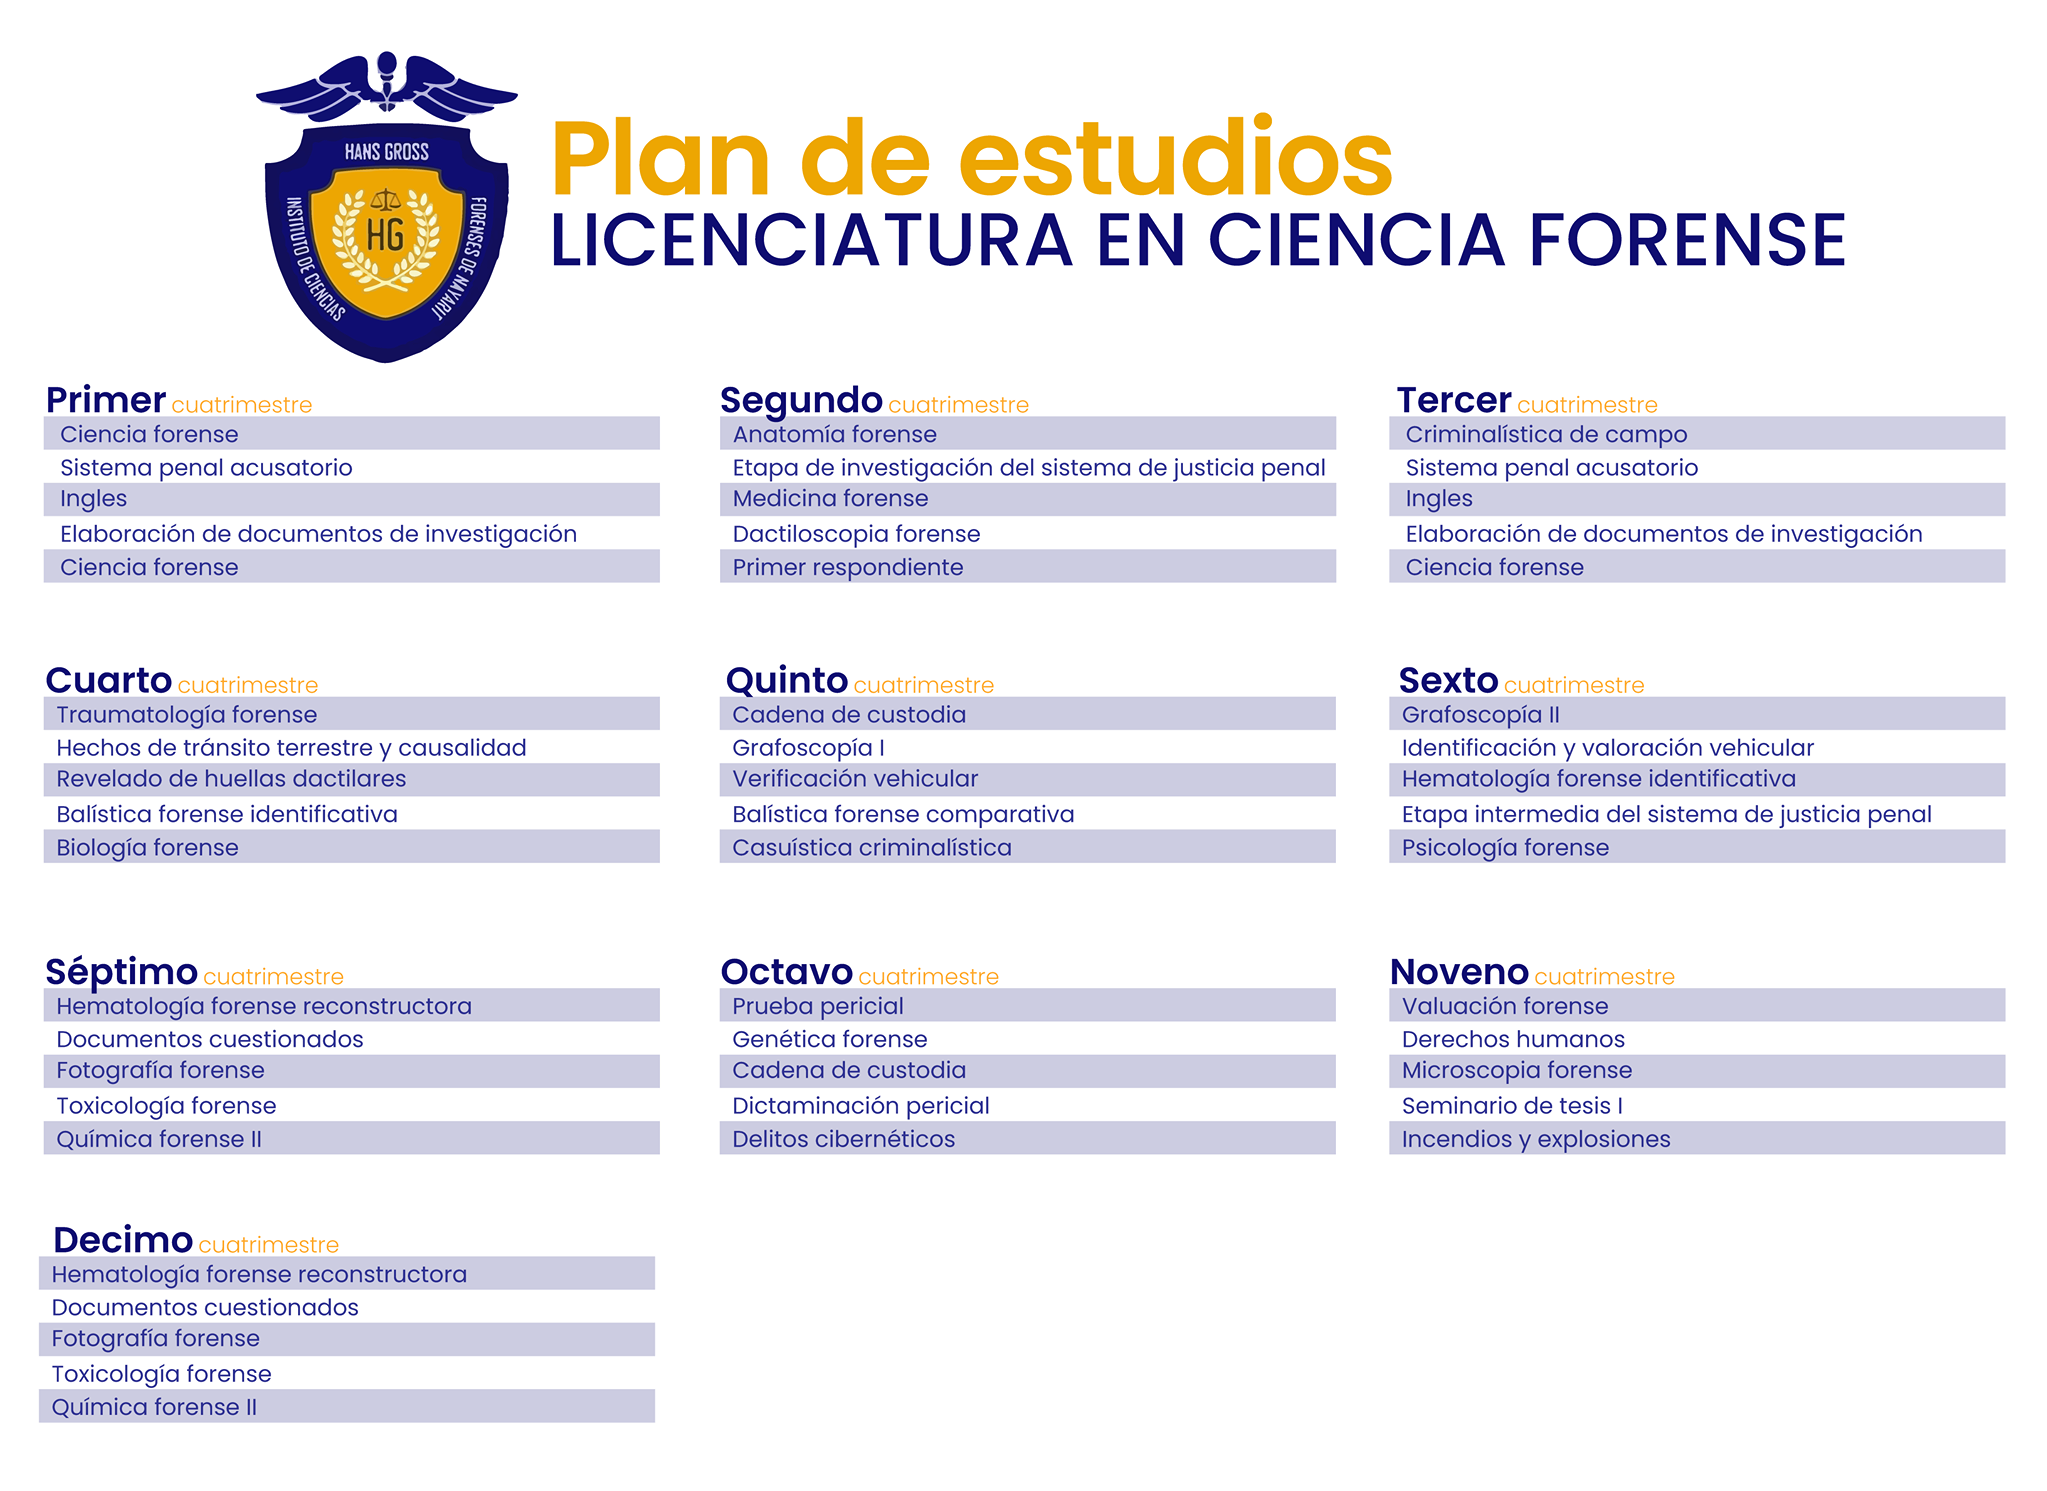 HANS GROSS
INSTITUTO DE CIENCIAS
FORENSES DE NAYARIT
HG
Plan de estudios
LICENCIATURA EN CIENCIA FORENSE
Primer cuatrimestre
Ciencia forense
Sistema penal acusatorio
Ingles
Elaboración de documentos de investigación
Ciencia forense
Segundo cuatrimestre
Anatomía forense
Etapa de investigación del sistema de justicia penal
Medicina forense
Dactiloscopia forense
Primer respondiente
Tercer cuatrimestre
Criminalística de campo
Sistema penal acusatorio
Ingles
Elaboración de documentos de investigación
Ciencia forense
Cuarto cuatrimestre
Traumatología forense
Hechos de tránsito terrestre y causalidad
Revelado de huellas dactilares
Balística forense identificativa
Biología forense
Quinto cuatrimestre
Cadena de custodia
Grafoscopía I
Verificación vehicular
Balística forense comparativa
Casuística criminalística
Sexto cuatrimestre
Grafoscopía II
Identificación y valoración vehicular
Hematología forense identificativa
Etapa intermedia del sistema de justicia penal
Psicología forense
Séptimo cuatrimestre
Hematología forense reconstructora
Documentos cuestionados
Fotografía forense
Toxicología forense
Química forense II
Octavo cuatrimestre
Prueba pericial
Genética forense
Cadena de custodia
Dictaminación pericial
Delitos cibernéticos
Noveno cuatrimestre
Valuación forense
Derechos humanos
Microscopia forense
Seminario de tesis I
Incendios y explosiones
Decimo cuatrimestre
Hematología forense reconstructora
Documentos cuestionados
Fotografía forense
Toxicología forense
Química forense II